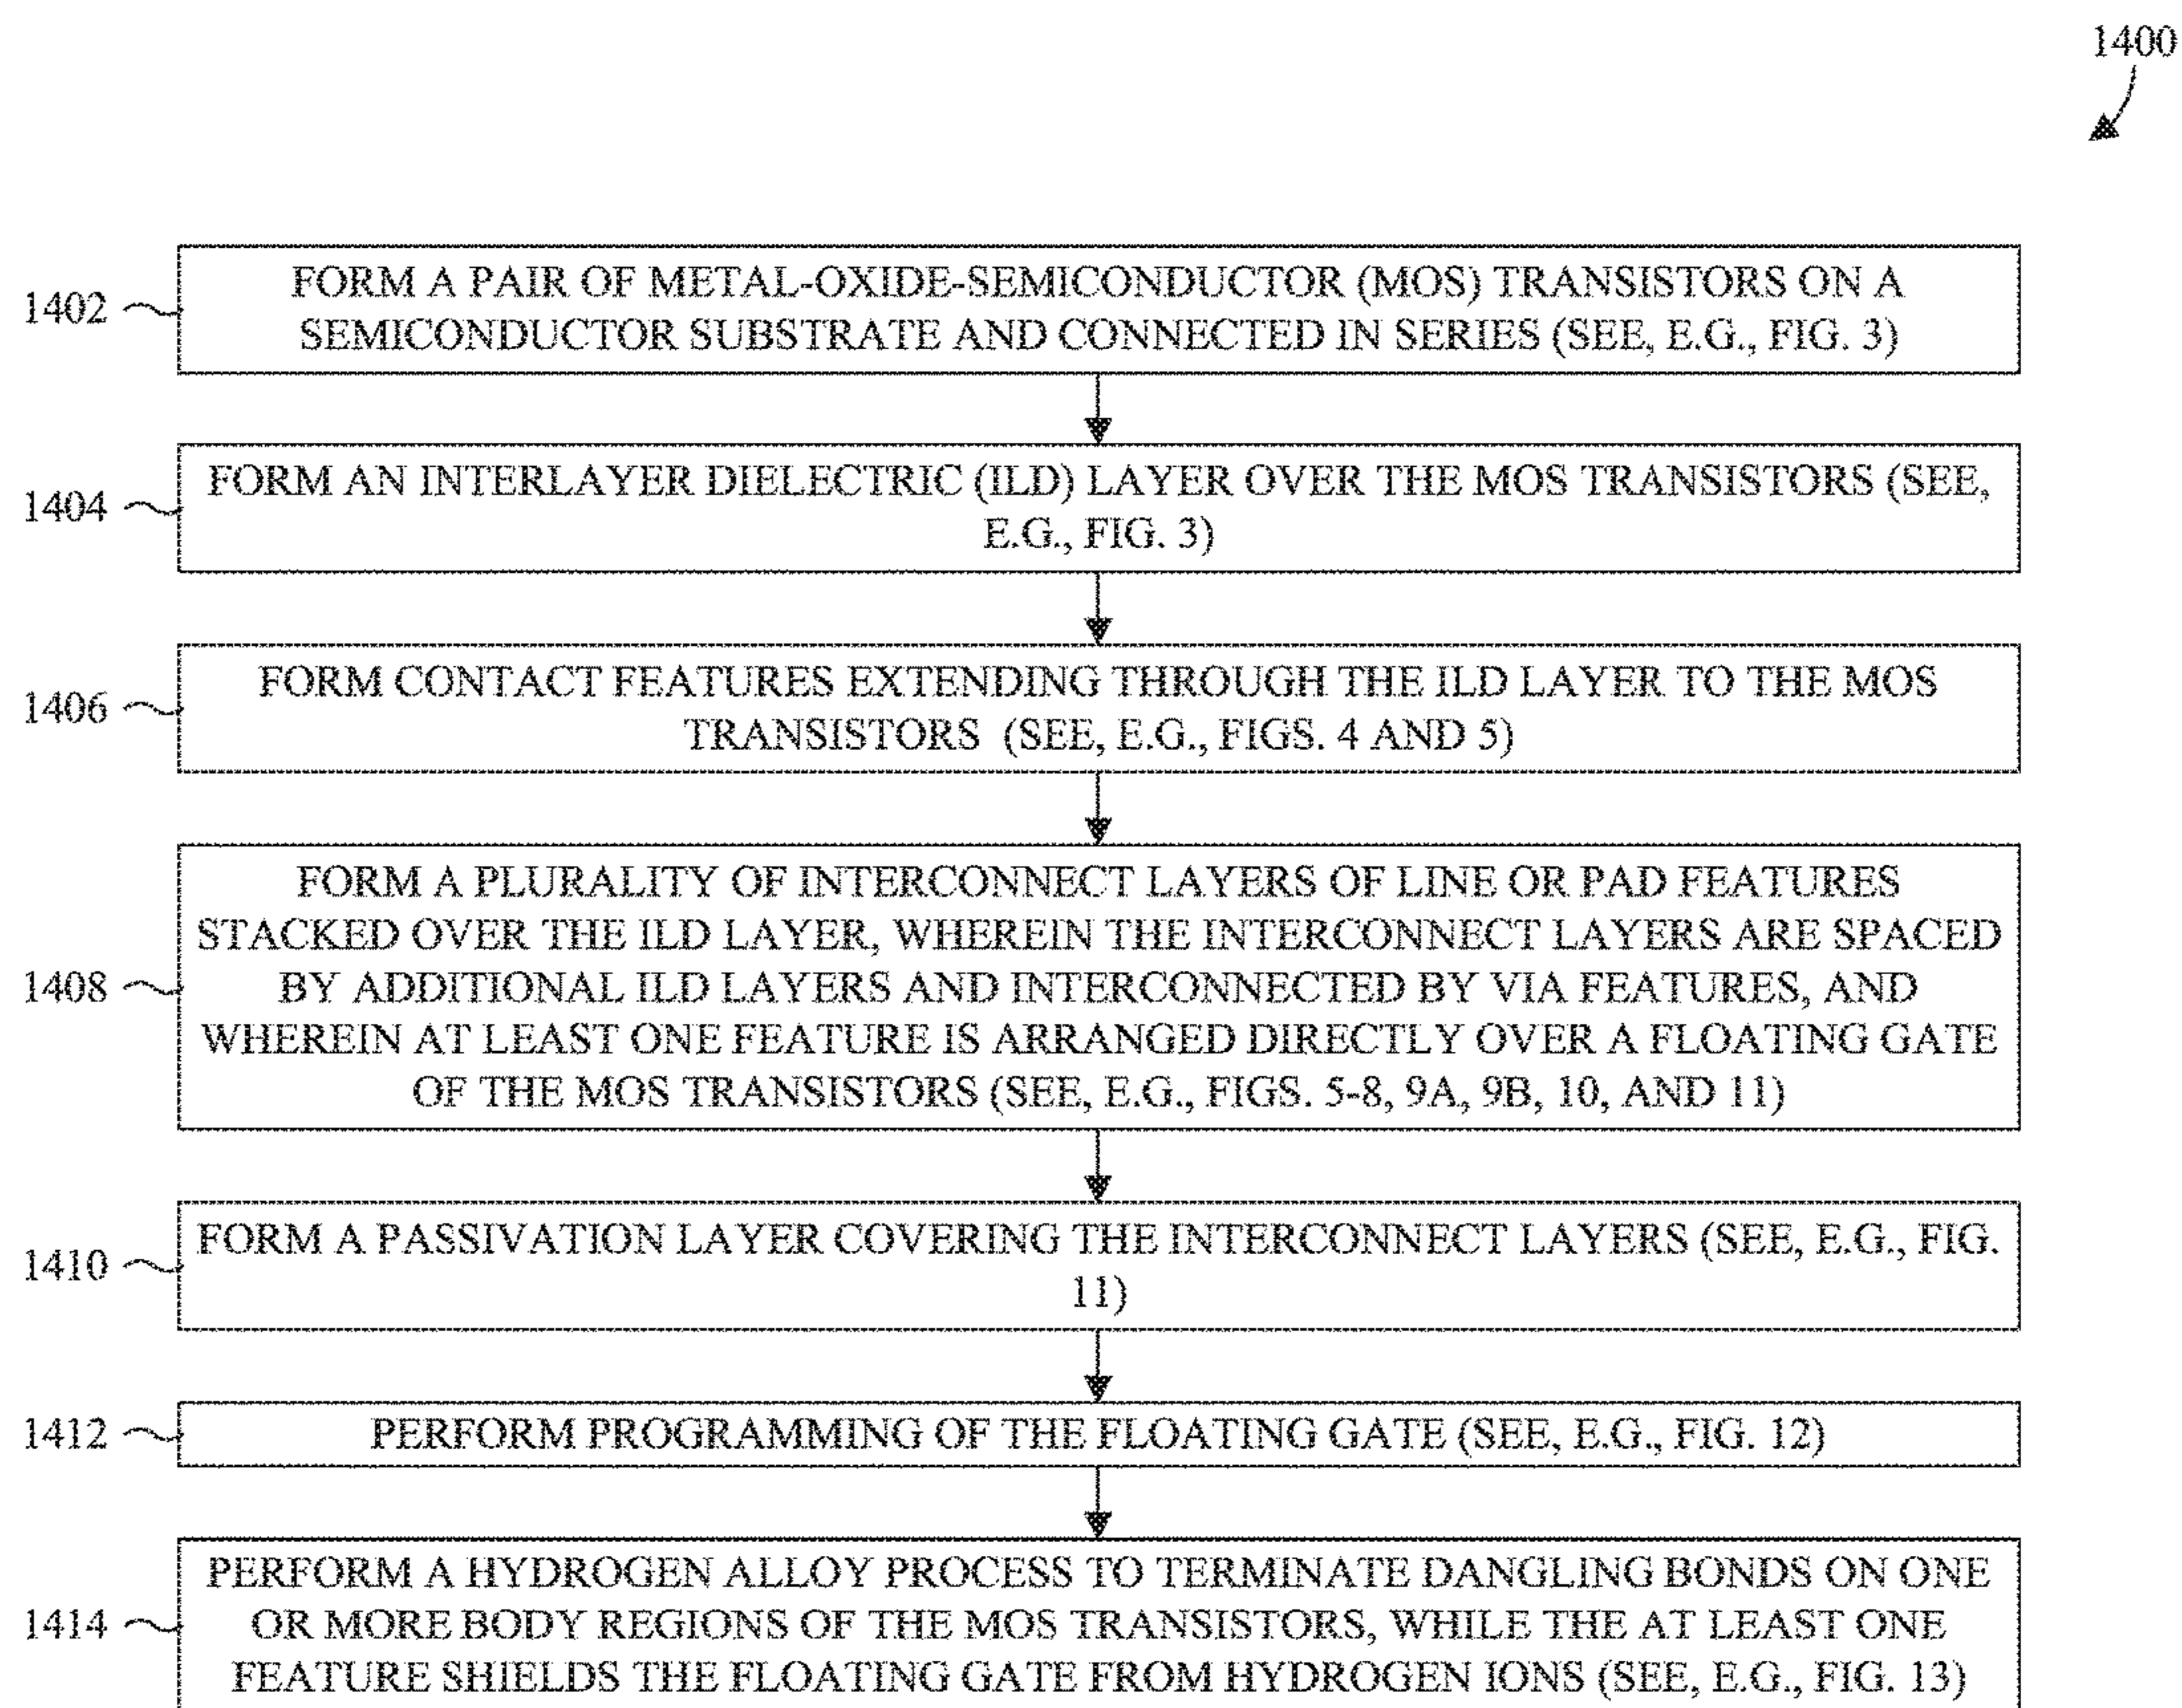 1400
1402
FORM A PAIR OF METAL-OXIDE-SEMICONDUCTOR (MOS) TRANSISTORS ON A
SEMICONDUCTOR SUBSTRATE AND CONNECTED IN SERIES (SEE, E.G., FIG. 3)
1404
FORM AN INTERLAYER DIELECTRIC (ILD) LAYER OVER THE MOS TRANSISTORS (SEE,
E.G., FIG. 3)
1406
FORM CONTACT FEATURES EXTENDING THROUGH THE ILD LAYER TO THE MOS
TRANSISTORS (SEE, E.G., FIGS. 4 AND 5)
1408
FORM A PLURALITY OF INTERCONNECT LAYERS OF LINE OR PAD FEATURES
STACKED OVER THE ILD LAYER, WHEREIN THE INTERCONNECT LAYERS ARE SPACED
BY ADDITIONAL ILD LAYERS AND INTERCONNECTED BY VIA FEATURES, AND
WHEREIN AT LEAST ONE FEATURE IS ARRANGED DIRECTLY OVER A FLOATING GATE
OF THE MOS TRANSISTORS (SEE, E.G., FIGS. 5-8, 9A, 9B, 10, AND 11)
1410
FORM A PASSIVATION LAYER COVERING THE INTERCONNECT LAYERS (SEE, E.G., FIG.
11)
1412
PERFORM PROGRAMMING OF THE FLOATING GATE (SEE, E.G., FIG. 12)
1414
PERFORM A HYDROGEN ALLOY PROCESS TO TERMINATE DANGLING BONDS ON ONE
OR MORE BODY REGIONS OF THE MOS TRANSISTORS, WHILE THE AT LEAST ONE
FEATURE SHIELDS THE FLOATING GATE FROM HYDROGEN IONS (SEE, E.G., FIG. 13)